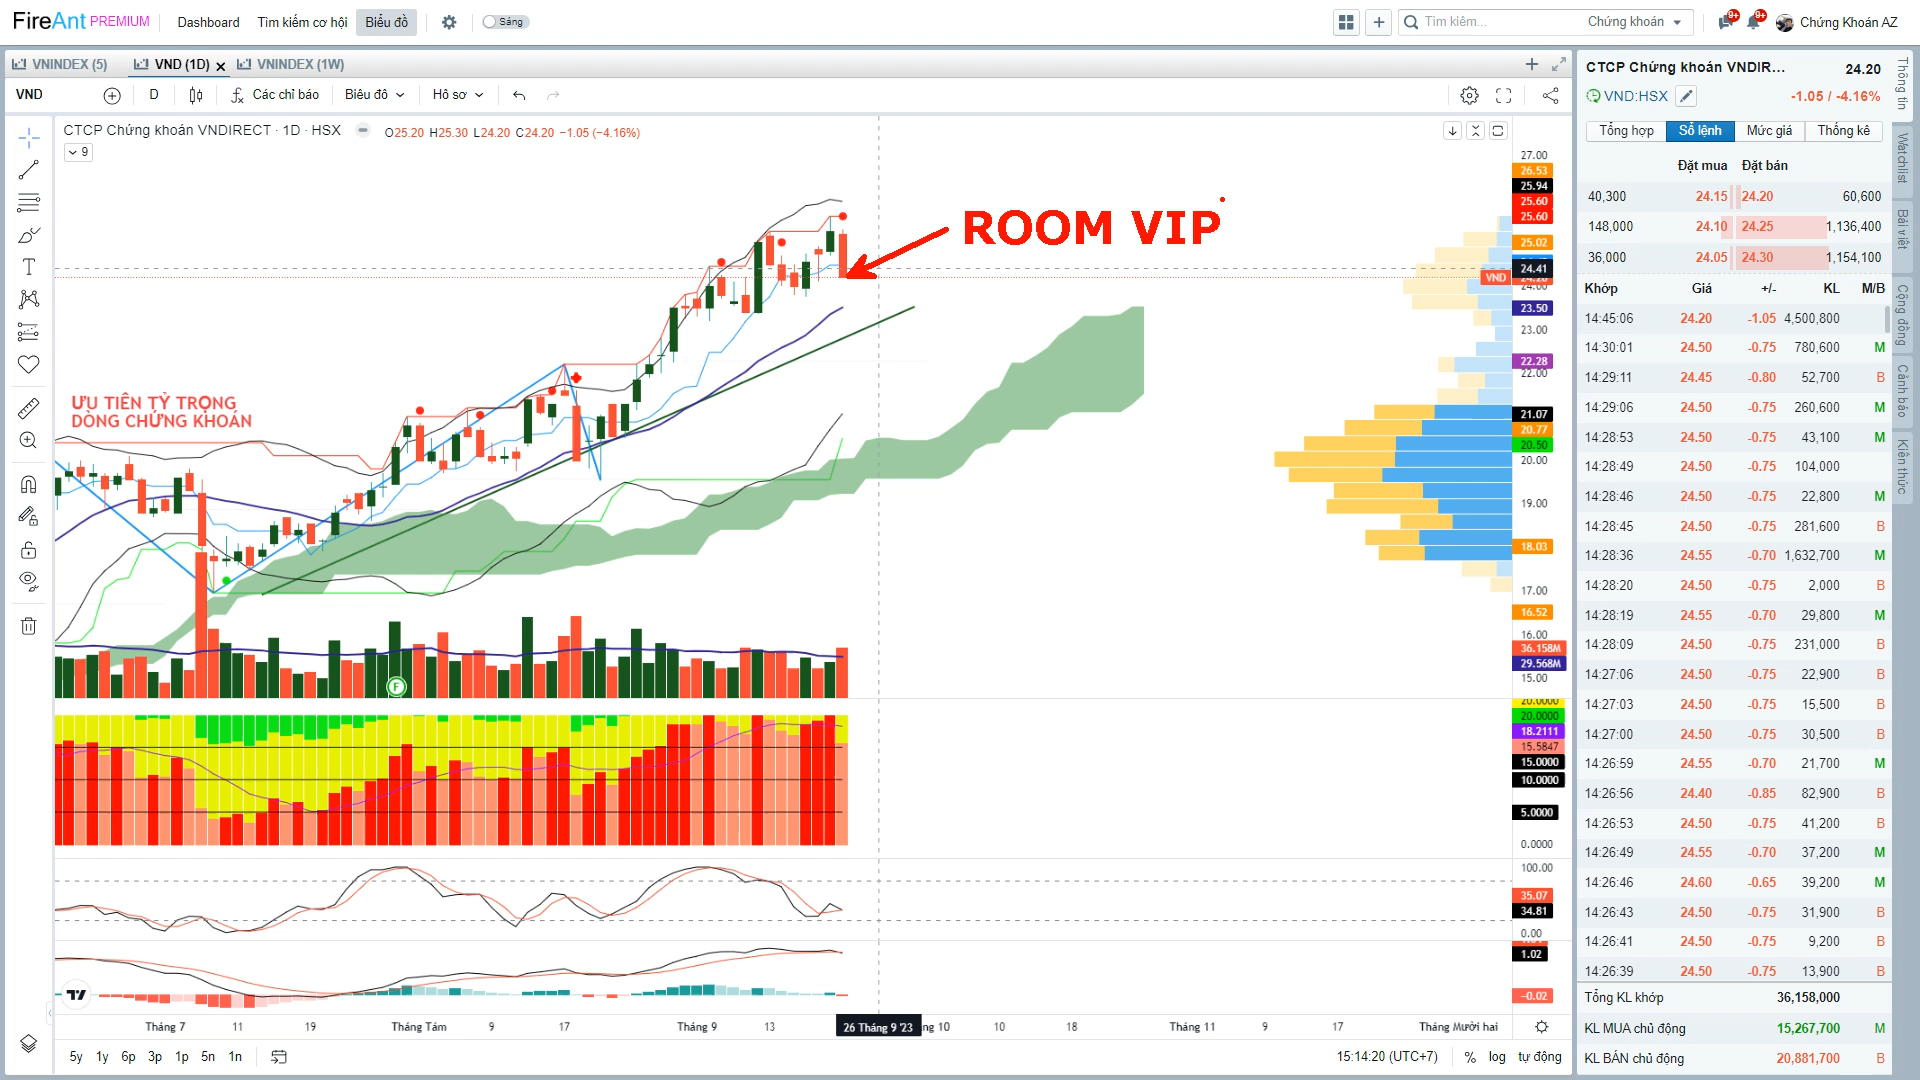 FireAnt PREMIUM
Dashboard
Tìm kiếm cơ hội
Biểu đồ
Sáng
Tìm kiếm...
Chứng khoán
9+
9+
Chứng Khoán AZ
VNINDEX (5)
VND (1D)
VNINDEX (1W)
VND
D
Các chỉ báo
Biểu đồ
Hồ sơ
CTCP Chứng khoán VNDIRECT · 1D · HSX
O25.20 H25.30 L24.20 C24.20 −1.05 (−4.16%)
9
ROOM VIP
ƯU TIÊN TỶ TRỌNG
DÒNG CHỨNG KHOÁN
F
27.00
26.53
25.94
25.60
25.60
25.02
24.41
VND
24.00
23.50
23.00
22.28
22.00
21.07
20.77
20.50
20.00
19.00
18.03
17.00
16.52
16.00
36.158M
29.568M
15.00
20.0000
20.0000
18.2111
15.5847
15.0000
10.0000
5.0000
0.0000
100.00
35.07
34.81
0.00
1.02
−0.02
Tháng 7
11
19
Tháng Tám
9
17
Tháng 9
13
26 Tháng 9 '23
ng 10
10
18
Tháng 11
9
17
Tháng Mười hai
5y
1y
6p
3p
1p
5n
1n
15:14:20 (UTC+7)
%
log
tự động
CTCP Chứng khoán VNDIR...
24.20
VND:HSX
-1.05 / -4.16%
Tổng hợp
Sổ lệnh
Mức giá
Thống kê
Đặt mua Đặt bán
40,300 24.15 24.20 60,600
148,000 24.10 24.25 1,136,400
36,000 24.05 24.30 1,154,100
Khớp Giá +/- KL M/B
14:45:06 24.20 -1.05 4,500,800
14:30:01 24.50 -0.75 780,600 M
14:29:11 24.45 -0.80 52,700 B
14:29:06 24.50 -0.75 260,600 M
14:28:53 24.50 -0.75 43,100 M
14:28:49 24.50 -0.75 104,000
14:28:46 24.50 -0.75 22,800 M
14:28:45 24.50 -0.75 281,600 B
14:28:36 24.55 -0.70 1,632,700 M
14:28:20 24.50 -0.75 2,000 B
14:28:19 24.55 -0.70 29,800 M
14:28:09 24.50 -0.75 231,000 B
14:27:06 24.50 -0.75 22,900 B
14:27:03 24.50 -0.75 15,500 B
14:27:00 24.50 -0.75 30,500 B
14:26:59 24.55 -0.70 21,700 M
14:26:56 24.40 -0.85 82,900 B
14:26:53 24.50 -0.75 41,200 B
14:26:49 24.55 -0.70 37,200 M
14:26:46 24.60 -0.65 39,200 M
14:26:43 24.50 -0.75 31,900 B
14:26:41 24.50 -0.75 9,200 B
14:26:39 24.50 -0.75 13,900 B
Tổng KL khớp 36,158,000
KL MUA chủ động 15,267,700 M
KL BÁN chủ động 20,881,700 B
Thông tin
Watchlist
Bài viết
Cộng đồng
Cảnh báo
Kiến thức